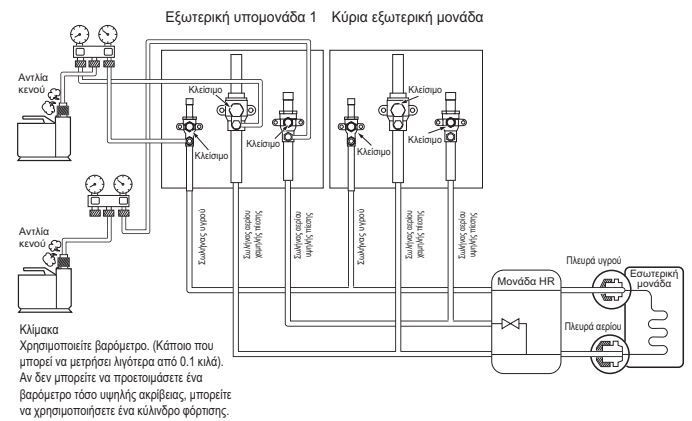 Εξωτερική υπομονάδα 1
Κύρια εξωτερική μονάδα
Αντλία
κενού
Κλείσιμο
Κλείσιμο
Κλείσιμο
Κλείσιμο
Κλείσιμο
Κλείσιμο
Αντλία
κενού
Σωλήνας υγρού
Σωλήνας αερίου
χαμηλής πίεσης
Σωλήνας αερίου
υψηλής πίεσης
Σωλήνας υγρού
Σωλήνας αερίου
χαμηλής πίεσης
Σωλήνας αερίου
υψηλής πίεσης
Πλευρά υγρού
Εσωτερική
μονάδα
Μονάδα HR
Πλευρά αερίου
Κλίμακα
Χρησιμοποιείτε βαρόμετρο. (Κάποιο που
μπορεί να μετρήσει λιγότερα από 0.1 κιλά).
Αν δεν μπορείτε να προετοιμάσετε ένα
βαρόμετρο τόσο υψηλής ακρίβειας, μπορείτε
να χρησιμοποιήσετε ένα κύλινδρο φόρτισης.